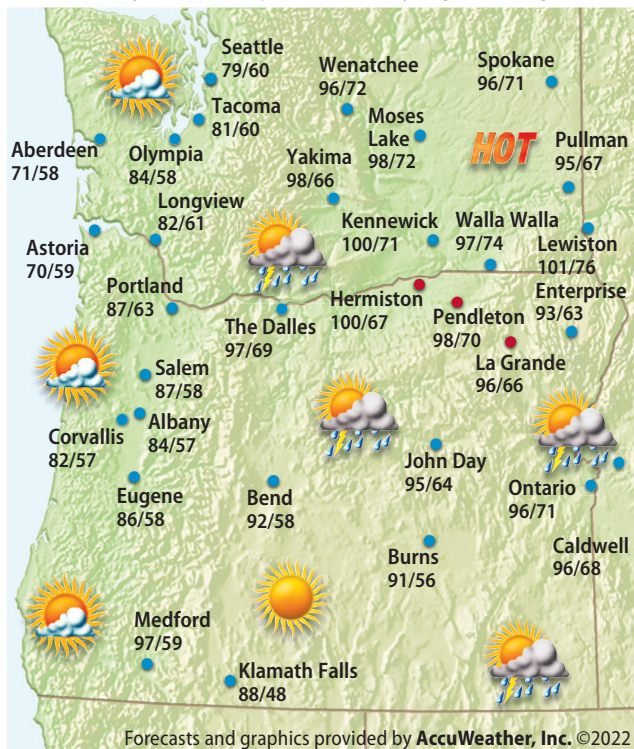 Seattle
79/60
Wenatchee
96/72
Spokane
96/71
Tacoma
81/60
Moses
Lake
98/72
HOT
Pullman
95/67
Aberdeen
71/58
Olympia
84/58
Yakima
98/66
Longview
82/61
Kennewick
100/71
Walla Walla
97/74
Lewiston
101/76
Astoria
70/59
Portland
87/63
The Dalles
97/69
Hermiston
100/67
Pendleton
98/70
Enterprise
93/63
La Grande
96/66
Salem
87/58
Albany
84/57
Corvallis
82/57
John Day
95/64
Ontario
96/71
Eugene
86/58
Bend
92/58
Burns
91/56
Caldwell
96/68
Medford
97/59
Klamath Falls
88/48
Forecasts and graphics provided by AccuWeather, Inc. ©2022